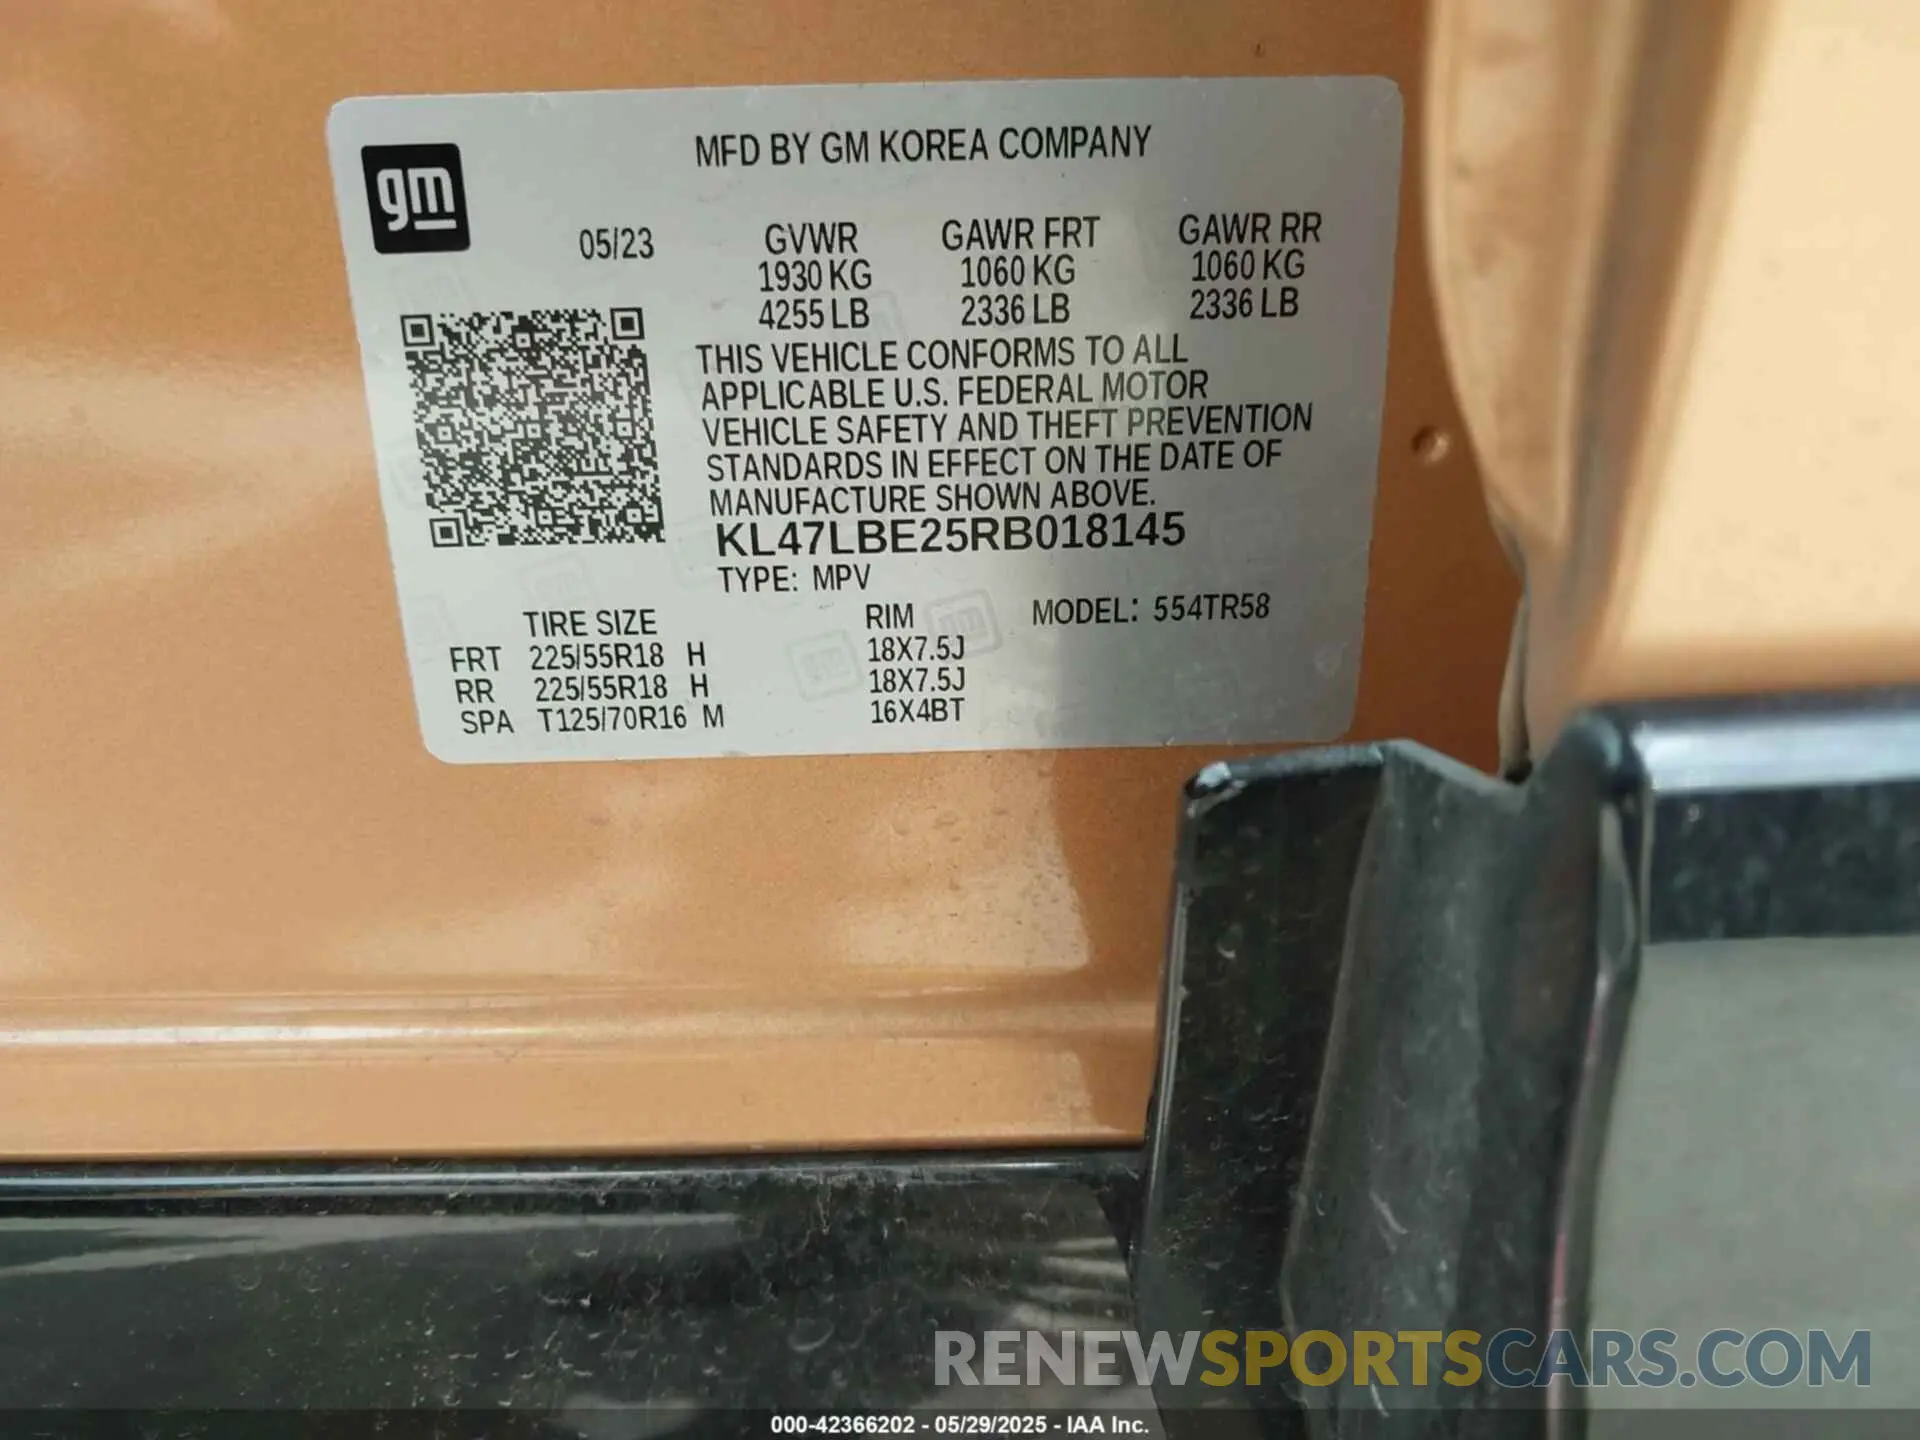 gm
MFD BY GM KOREA COMPANY
05/23 GVWR GAWR FRT GAWR RR
1930 KG 1060 KG 1060 KG
4255 LB 2336 LB 2336 LB
THIS VEHICLE CONFORMS TO ALL
APPLICABLE U.S. FEDERAL MOTOR
VEHICLE SAFETY AND THEFT PREVENTION
STANDARDS IN EFFECT ON THE DATE OF
MANUFACTURE SHOWN ABOVE.
KL47LBE25RB018145
TYPE: MPV
TIRE SIZE RIM MODEL: 554TR58
FRT 225/55R18 H 18X7.5J
RR 225/55R18 H 18X7.5J
SPA T125/70R16 M 16X4BT
RENEWSPORTSCARS.COM
000-42366202 - 05/29/2025 - IAA Inc.